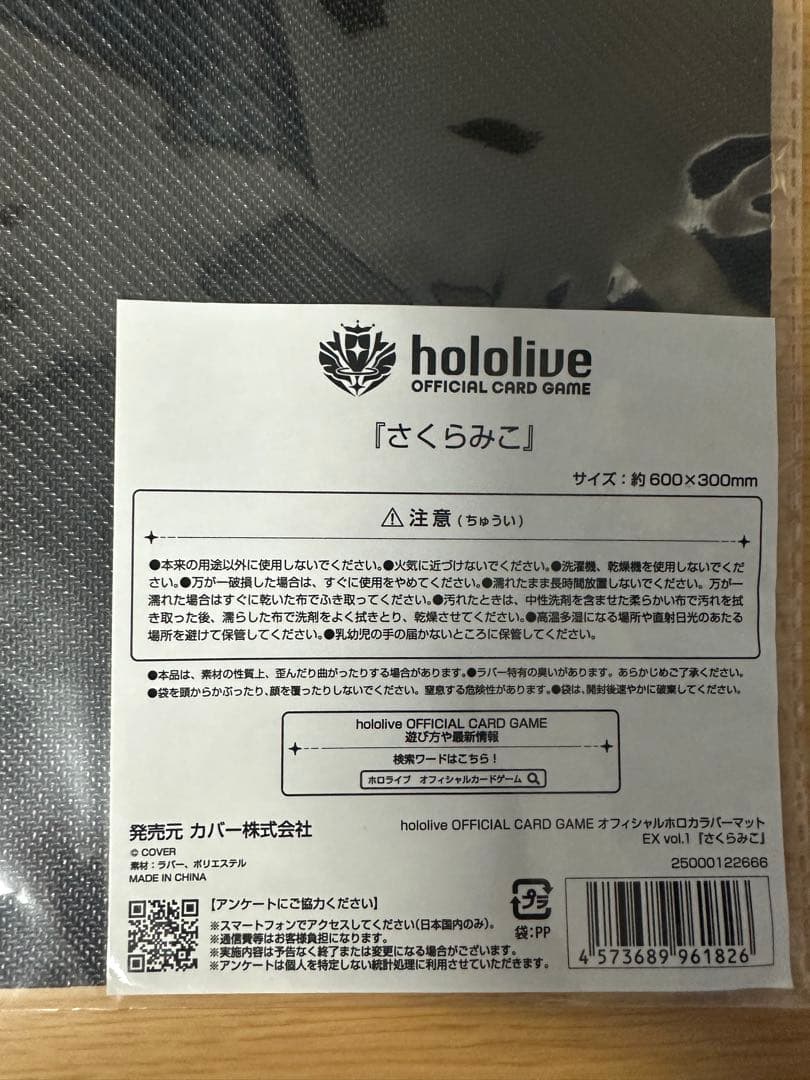 hololive
OFFICIAL CARD GAME
『さくらみこ』
サイズ：約600×300mm
⚠注意(ちゅうい)
●本来の用途以外に使用しないでください。●火気に近づけないでください。●洗濯機、乾燥機を使用しないでくだ
さい。●万が一破損した場合は、すぐに使用をやめてください。●濡れたまま長時間放置しないでください。万が一
濡れた場合はすぐに乾いた布でふき取ってください。●汚れたときは、中性洗剤を含ませた柔らかい布で汚れを拭
き取った後、濡らした布で洗剤をよく拭きとり、乾燥させてください。●高温多湿になる場所や直射日光のあたる
場所を避けて保管してください。●乳幼児の手の届かないところに保管してください。
●本品は、素材の性質上、歪んだり曲がったりする場合があります。●ラバー特有の臭いがあります。あらかじめご了承ください。
●袋を頭からかぶったり、顔を覆ったりしないでください。窒息する危険性があります。●袋は、開封後速やかに破棄してください。
hololive OFFICIAL CARD GAME
遊び方や最新情報
検索ワードはこちら！
ホロライブ オフィシャルカードゲーム
発売元 カバー株式会社
© COVER
素材：ラバー、ポリエステル
MADE IN CHINA
hololive OFFICIAL CARD GAME オフィシャルホロカラバーマット
EX vol.1『さくらみこ』
25000122666
【アンケートにご協力ください】
※スマートフォンでアクセスしてください(日本国内のみ)。
※通信費等はお客様負担になります。
※実施内容は予告なく終了または変更になる場合がございます。
※アンケートは個人を特定しない統計処理に利用させていただきます。
プラ
袋：PP
4 573689 961826